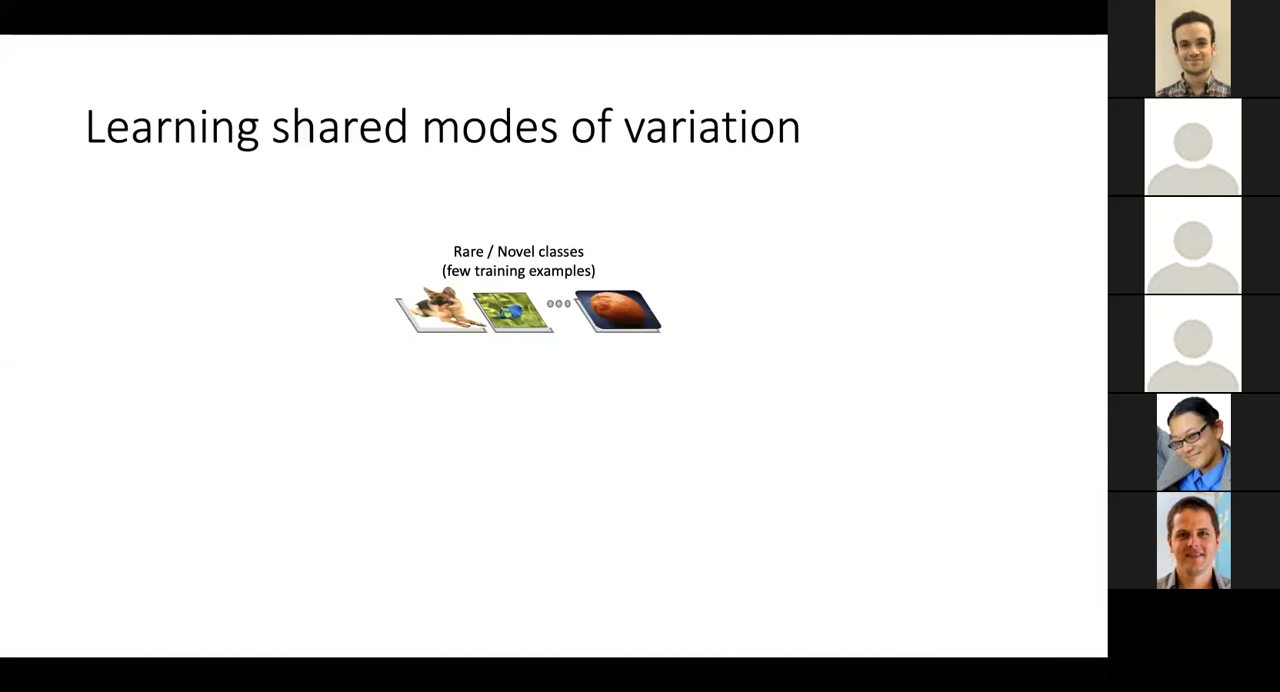 Learning shared modes of variation
Rare / Novel classes
(few training examples)